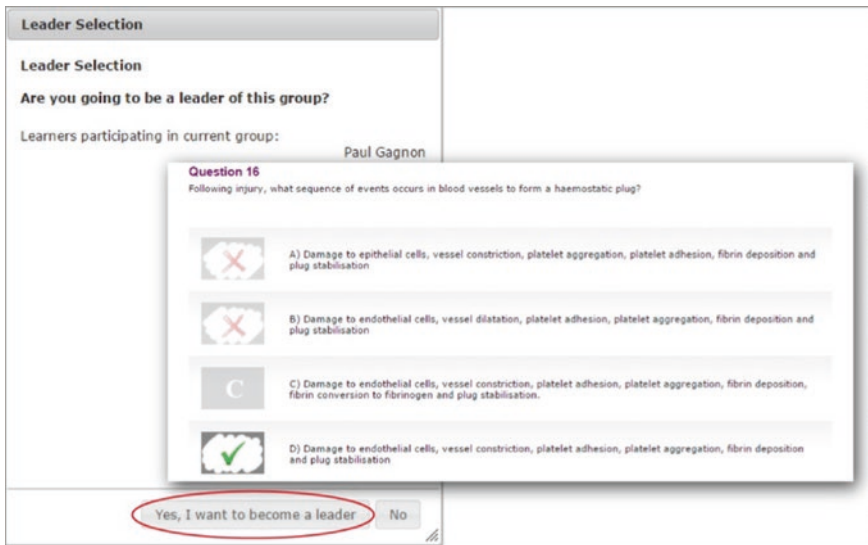 Leader Selection
Leader Selection
Are you going to be a leader of this group?
Learners participating in current group:
Paul Gagnon
Question 16
Following injury, what sequence of events occurs in blood vessels to form a haemostatic plug?
A) Damage to epithelial cells, vessel constriction, platelet aggregation, platelet adhesion, fibrin deposition and
plug stabilisation
B) Damage to endothelial cells, vessel dilatation, platelet adhesion, platelet aggregation, fibrin deposition and
plug stabilisation
C
C) Damage to endothelial cells, vessel constriction, platelet adhesion, platelet aggregation, fibrin deposition,
fibrin conversion to fibrinogen and plug stabilisation.
D) Damage to endothelial cells, vessel constriction, platelet adhesion, platelet aggregation, fibrin deposition
and plug stabilisation
Yes, I want to become a leader
No